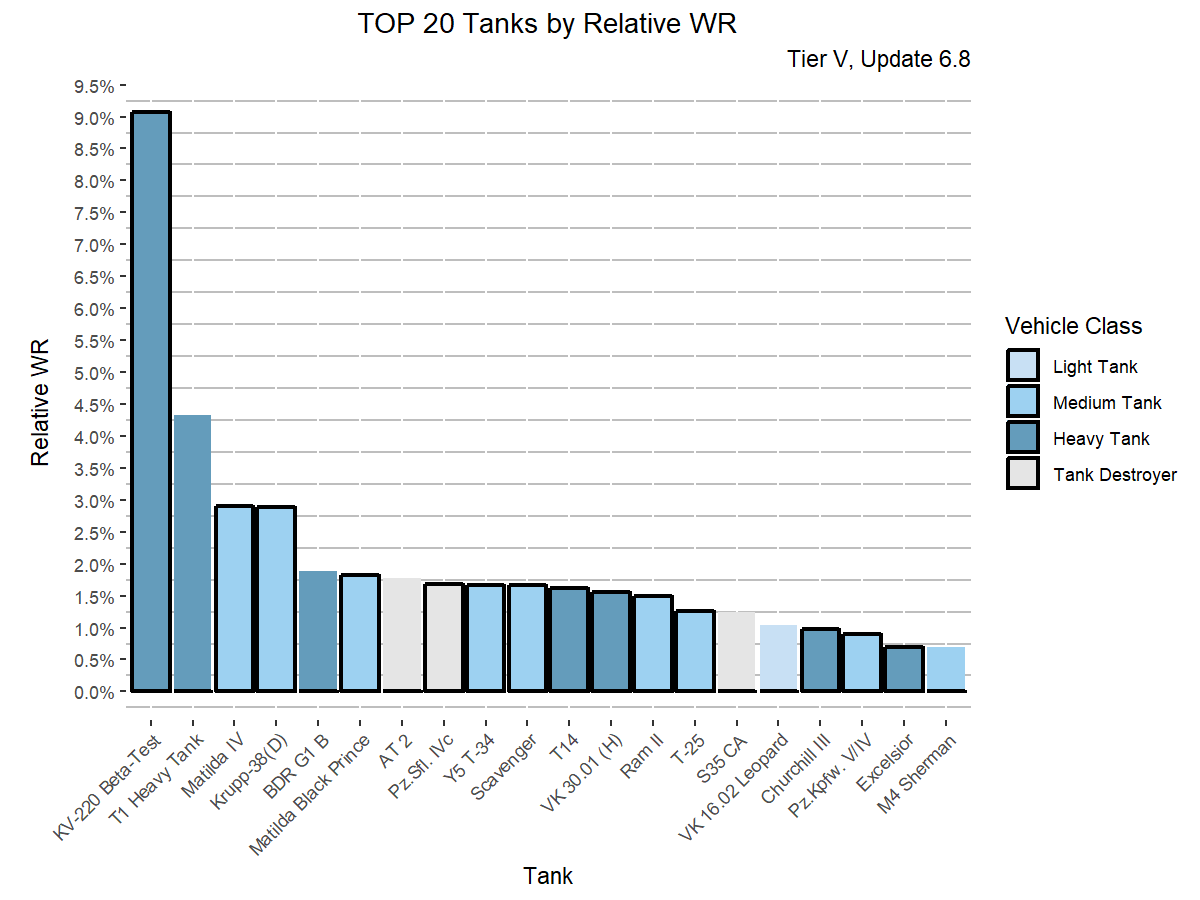 TOP 20 Tanks by Relative WR
Tier V, Update 6.8
9.5%
9.0%
8.5%
8.0%
7.5%
7.0%
6.5%
6.0%
5.5%
5.0%
4.5%
4.0%
3.5%
3.0%
2.5%
2.0%
1.5%
1.0%
0.5%
0.0%
Relative WR
KV-220 Beta-Test
T1 Heavy Tank
Matilda IV
Krupp-38(D)
BDR G1 B
Matilda Black Prince
AT 2
Pz.Sfl. IVc
Y5 T-34
Scavenger
T14
VK 30.01 (H)
Ram II
T-25
S35 CA
VK 16.02 Leopard
Churchill III
Pz.Kpfw. V/IV
Excelsior
M4 Sherman
Tank
Vehicle Class
Light Tank
Medium Tank
Heavy Tank
Tank Destroyer